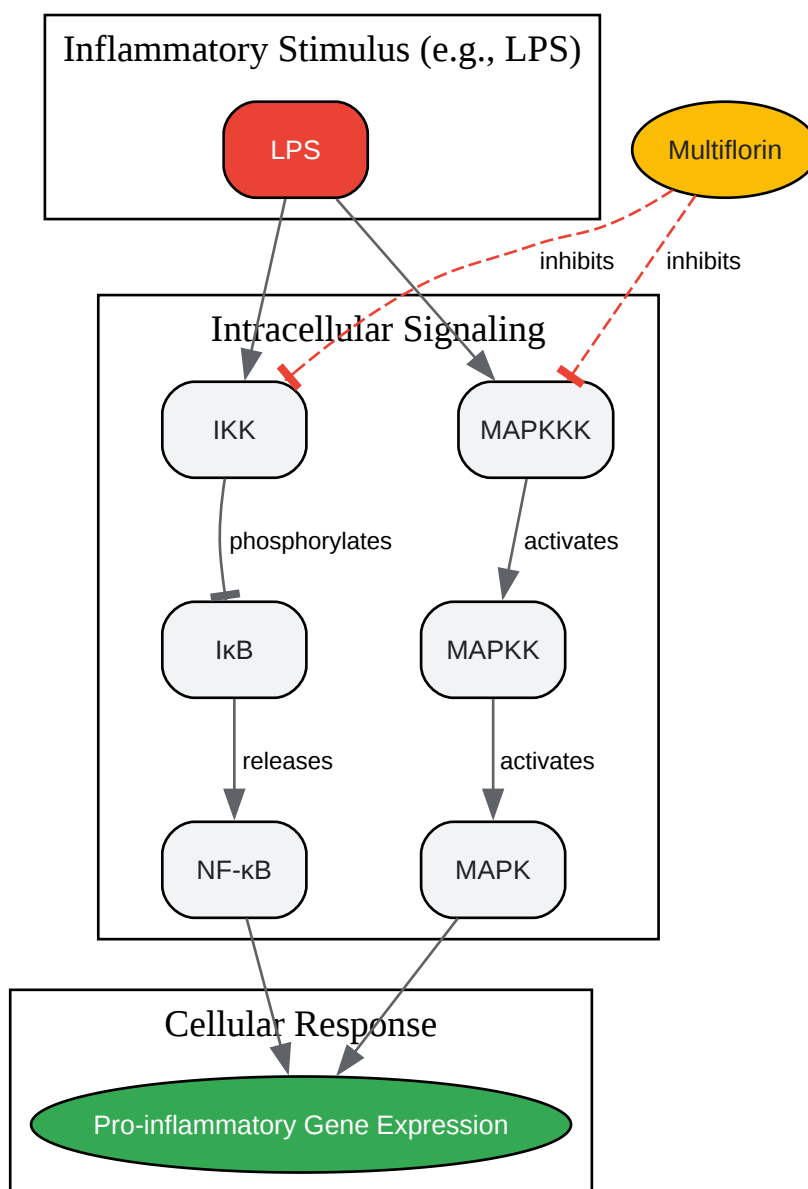 Inflammatory Stimulus (e.g., LPS)
LPS
Multiflorin
inhibits
inhibits
Intracellular Signaling
IKK
MAPKKK
phosphorylates
activates
IκB
MAPKK
releases
activates
NF-κB
MAPK
Cellular Response
Pro-inflammatory Gene Expression